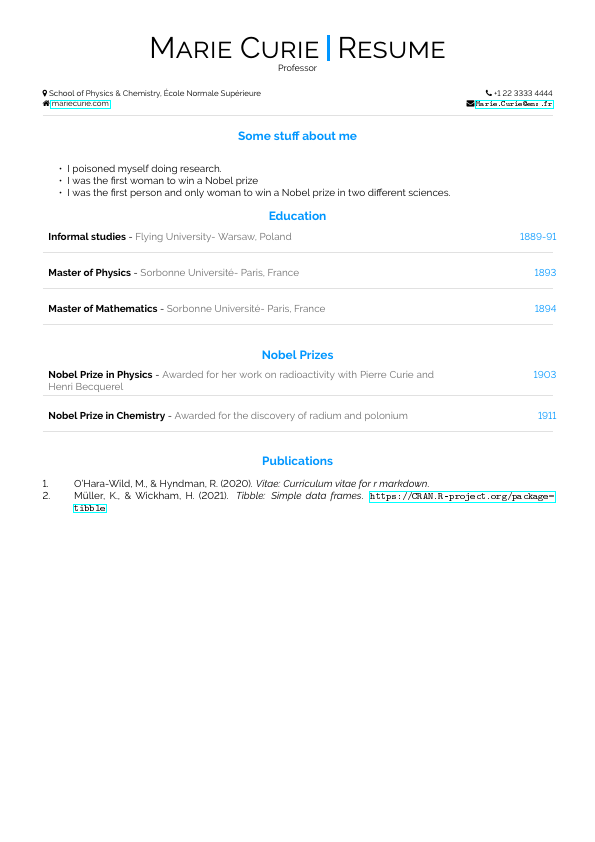 Marie Curie | Resume
Professor
School of Physics & Chemistry, École Normale Supérieure
+1 22 3333 4444
mariecurie.com
Marie.Curie@ens.fr
Some stuff about me
• I poisoned myself doing research.
• I was the first woman to win a Nobel prize
• I was the first person and only woman to win a Nobel prize in two different sciences.
Education
Informal studies - Flying University- Warsaw, Poland 1889-91
Master of Physics - Sorbonne Université- Paris, France 1893
Master of Mathematics - Sorbonne Université- Paris, France 1894
Nobel Prizes
Nobel Prize in Physics - Awarded for her work on radioactivity with Pierre Curie and 1903
Henri Becquerel
Nobel Prize in Chemistry - Awarded for the discovery of radium and polonium 1911
Publications
1. O'Hara-Wild, M., & Hyndman, R. (2020). Vitae: Curriculum vitae for r markdown.
2. Müller, K., & Wickham, H. (2021). Tibble: Simple data frames. https://CRAN.R-project.org/package=
tibble